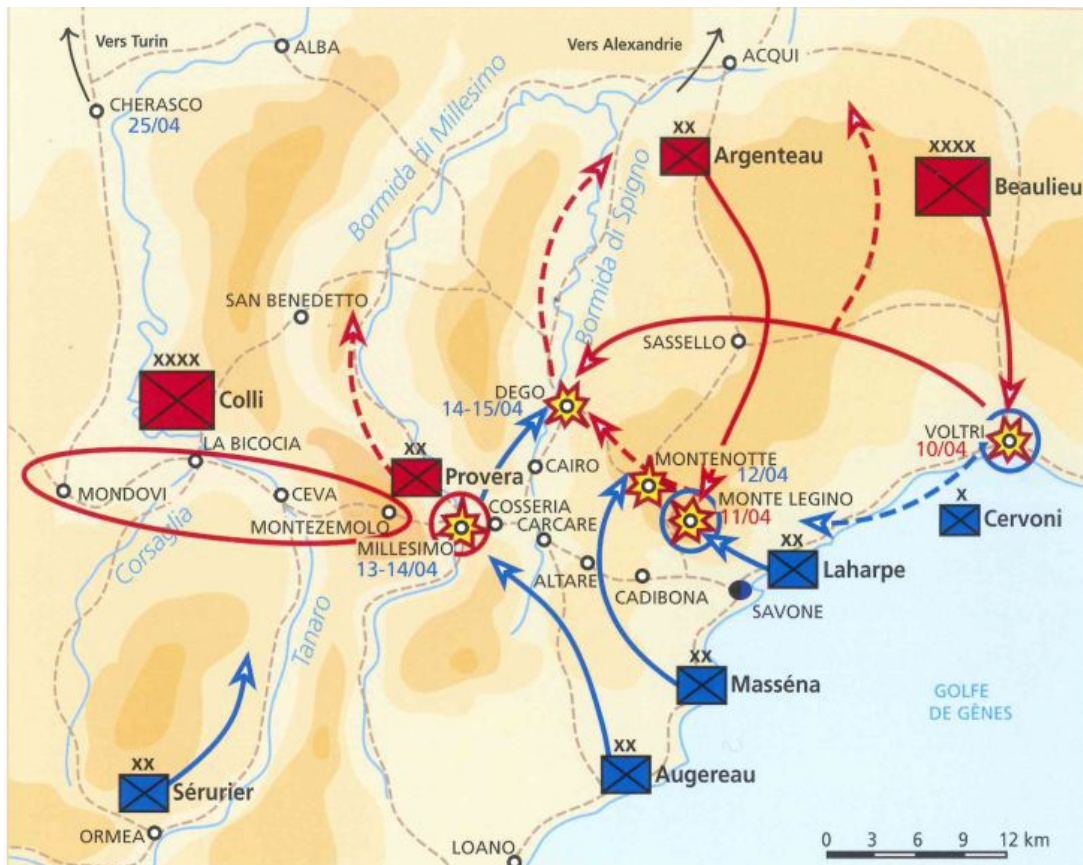 Vers Turin
ALBA
Vers Alexandrie
ACQUI
CHERASCO
25/04
Bormida di Millesimo
xx
Argenteau
xxxx
Beaulieu
Bormida di Spigno
SAN BENEDETTO
SASSELLO
xxxx
Colli
DEGO
14-15/04
VOLTRI
10/04
LA BICOCIA
xx
Provera
CAIRO
MONTENOTTE
12/04
MONDOVI
CEVA
MONTEZEMOLO
COSSERIA
CARCARE
MONTE LEGINO
11/04
x
Cervoni
MILLESIMO
13-14/04
Corsaglia
ALTARE
CADIBONA
xx
Laharpe
SAVONE
Tanaro
xx
Masséna
GOLFE
DE GÊNES
xx
Sérurier
xx
Augereau
ORMEA
LOANO
0 3 6 9 12 km